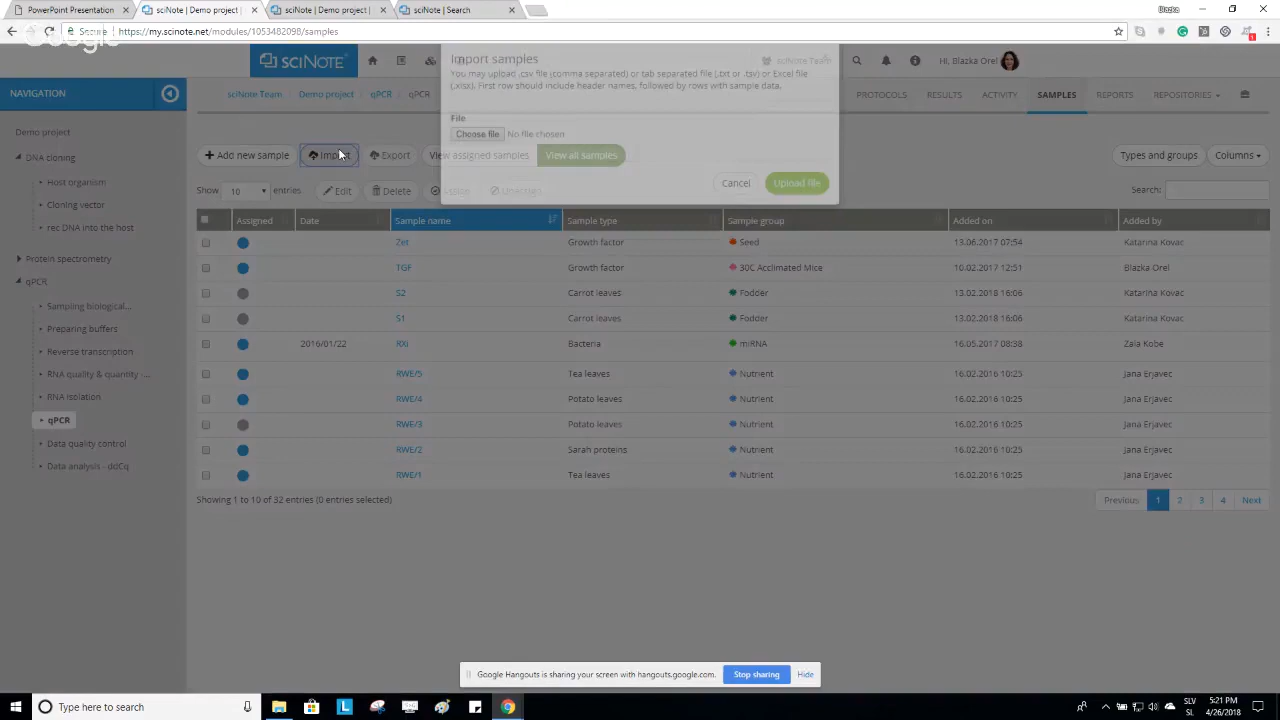 PowerPoint Presentation
sciNote | Demo project |
sciNote | Demo project |
sciNote | Search
Blazka
Secure
https://my.scinote.net/modules/1053482098/samples
Google
sciNOTE
Import samples
sciNote Team
Hi, Blazka Orel
You may upload .csv file (comma separated) or tab separated file (.txt or .tsv) or Excel file
(.xlsx). First row should include header names, followed by rows with sample data.
NAVIGATION
sciNote Team
Demo project
qPCR
qPCR
PROTOCOLS
RESULTS
ACTIVITY
SAMPLES
REPORTS
REPOSITORIES
File
Choose file No file chosen
Demo project
DNA cloning
Host organism
Cloning vector
rec DNA into the host
Protein spectrometry
qPCR
Sampling biological...
Preparing buffers
Reverse transcription
RNA quality & quantity -...
RNA isolation
qPCR
Data quality control
Data analysis - ddCq
+ Add new sample
Import
Export
View assigned samples
View all samples
Types and groups
Columns
Cancel
Upload file
Show 10 entries
Edit
Delete
Assign
Unassign
Search:
Assigned Date Sample name Sample type Sample group Added on Added by
Zet Growth factor Seed 13.06.2017 07:54 Katarina Kovac
TGF Growth factor 30C Acclimated Mice 10.02.2017 12:51 Blazka Orel
S2 Carrot leaves Fodder 13.02.2018 16:06 Katarina Kovac
S1 Carrot leaves Fodder 13.02.2018 16:06 Katarina Kovac
2016/01/22 RXi Bacteria miRNA 16.05.2017 08:38 Zala Kobe
RWE/5 Tea leaves Nutrient 16.02.2016 10:25 Jana Erjavec
RWE/4 Potato leaves Nutrient 16.02.2016 10:25 Jana Erjavec
RWE/3 Potato leaves Nutrient 16.02.2016 10:25 Jana Erjavec
RWE/2 Sarah proteins Nutrient 16.02.2016 10:25 Jana Erjavec
RWE/1 Tea leaves Nutrient 16.02.2016 10:25 Jana Erjavec
Showing 1 to 10 of 32 entries (0 entries selected)
Previous 1 2 3 4 Next
Google Hangouts is sharing your screen with hangouts.google.com.
Stop sharing
Hide
Type here to search
SLV
SL
5:21 PM
4/26/2018